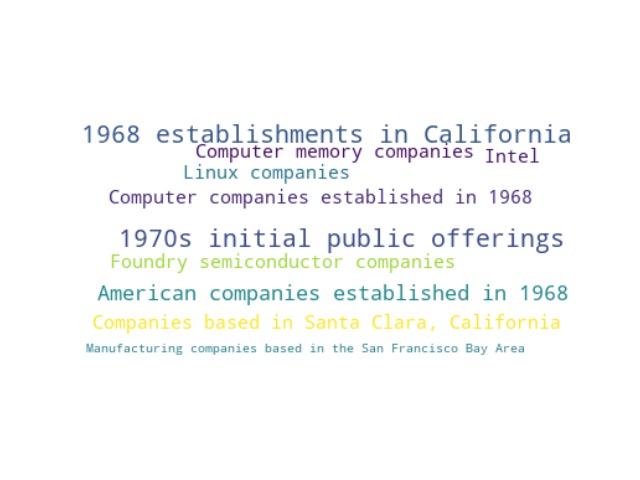 1968 establishments in California
Computer memory companies
Intel
Linux companies
Computer companies established in 1968
1970s initial public offerings
Foundry semiconductor companies
American companies established in 1968
Companies based in Santa Clara, California
Manufacturing companies based in the San Francisco Bay Area